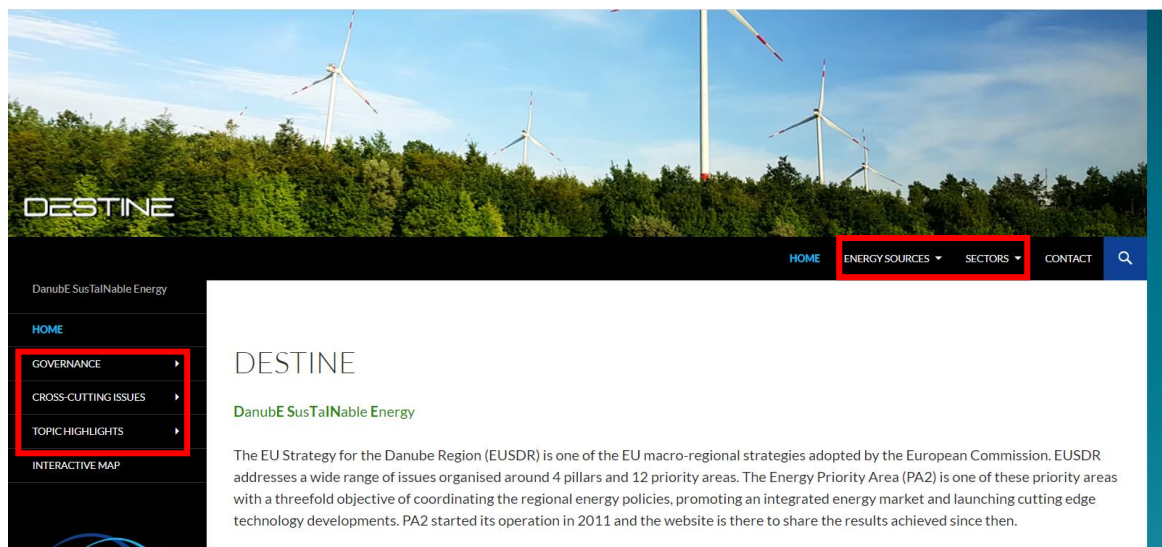 DESTINE
HOME ENERGY SOURCES SECTORS CONTACT
DanubE SusTaINable Energy
HOME
GOVERNANCE
CROSS-CUTTING ISSUES
TOPIC HIGHLIGHTS
INTERACTIVE MAP
DESTINE
DanubE SusTaINable Energy
The EU Strategy for the Danube Region (EUSDR) is one of the EU macro-regional strategies adopted by the European Commission. EUSDR
addresses a wide range of issues organised around 4 pillars and 12 priority areas. The Energy Priority Area (PA2) is one of these priority areas
with a threefold objective of coordinating the regional energy policies, promoting an integrated energy market and launching cutting edge
technology developments. PA2 started its operation in 2011 and the website is there to share the results achieved since then.